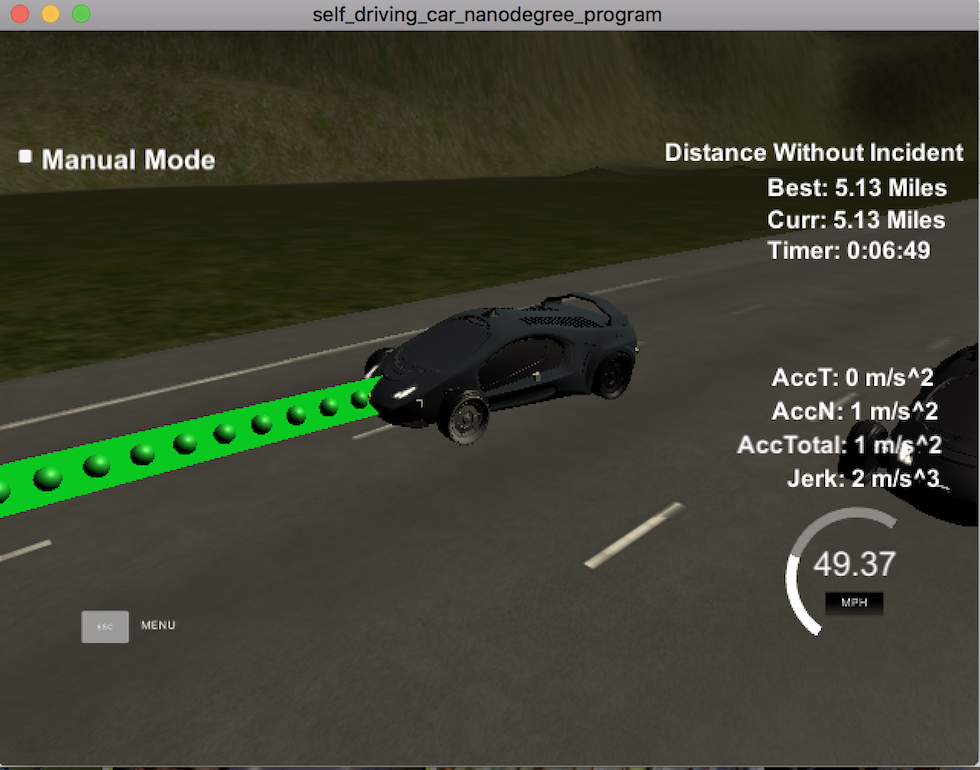 self_driving_car_nanodegree_program
Manual Mode
Distance Without Incident
Best: 5.13 Miles
Curr: 5.13 Miles
Timer: 0:06:49
AccT: 0 m/s^2
AccN: 1 m/s^2
AccTotal: 1 m/s^2
Jerk: 2 m/s^3
49.37
MPH
ESC MENU